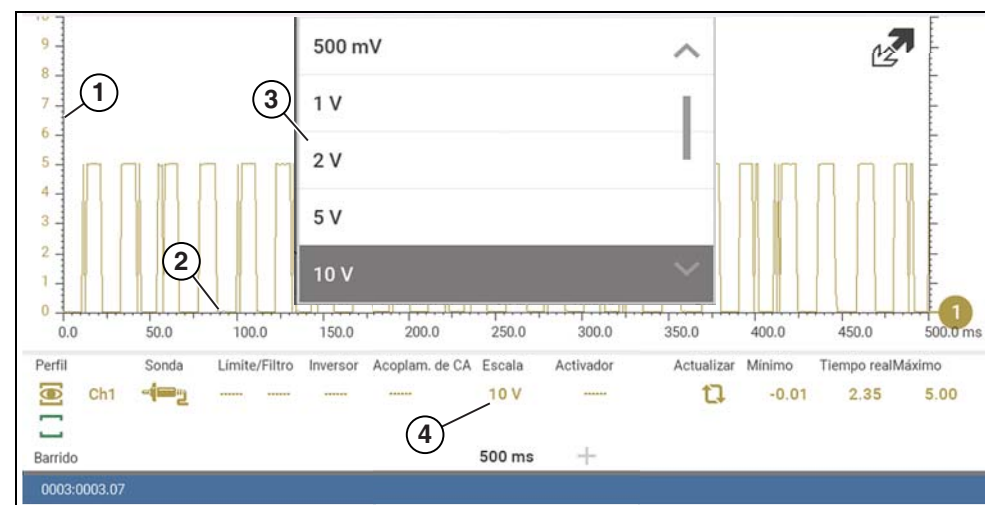 10
9
8
7
6
5
4
3
2
1
0
1
2
3
500 mV
1 V
2 V
5 V
10 V
1
0.0 50.0 100.0 150.0 200.0 250.0 300.0 350.0 400.0 450.0 500.0 ms
Perfil Sonda Límite/Filtro Inversor Acoplam. de CA Escala Activador Actualizar Mínimo Tiempo realMáximo
Ch1 ------ ------ ------ ------ 10 V ------ -0.01 2.35 5.00
4
Barrido 500 ms +
0003:0003.07